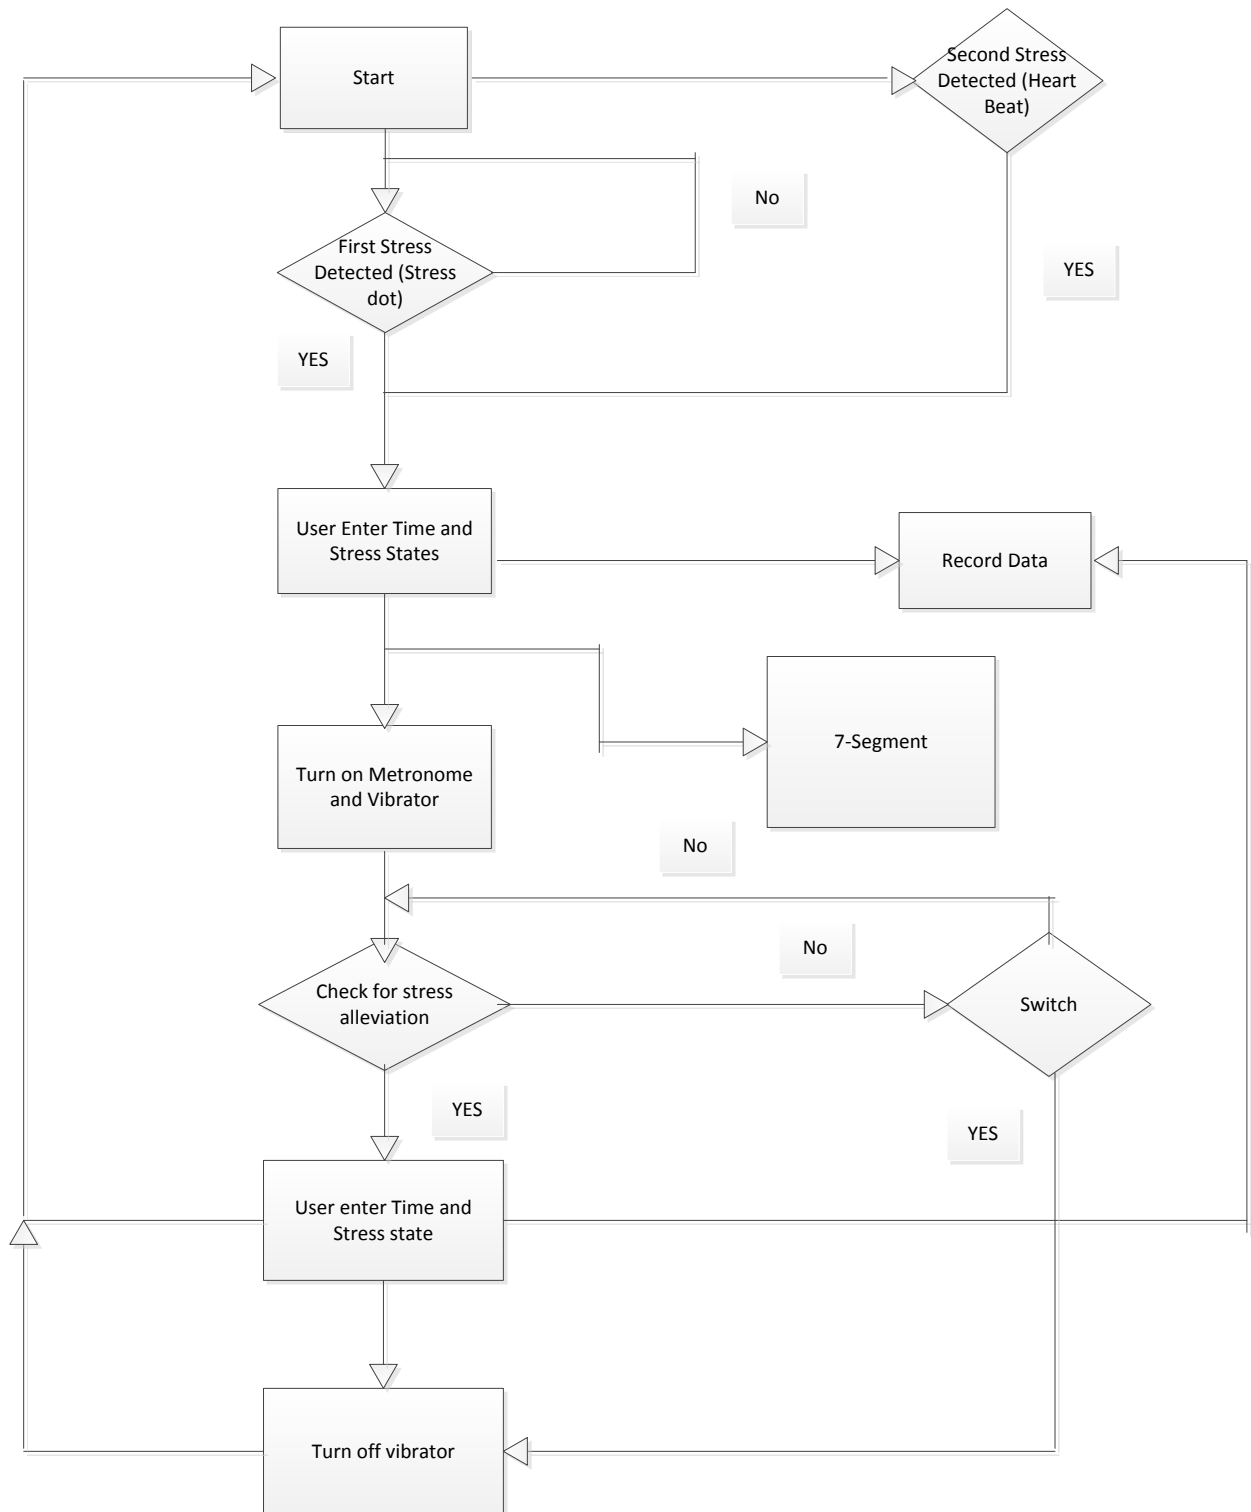 Start
Second Stress
Detected (Heart
Beat)
No
First Stress
Detected (Stress
dot)
YES
YES
User Enter Time and
Stress States
Record Data
7-Segment
Turn on Metronome
and Vibrator
No
No
Check for stress
alleviation
Switch
YES
YES
User enter Time and
Stress state
Turn off vibrator